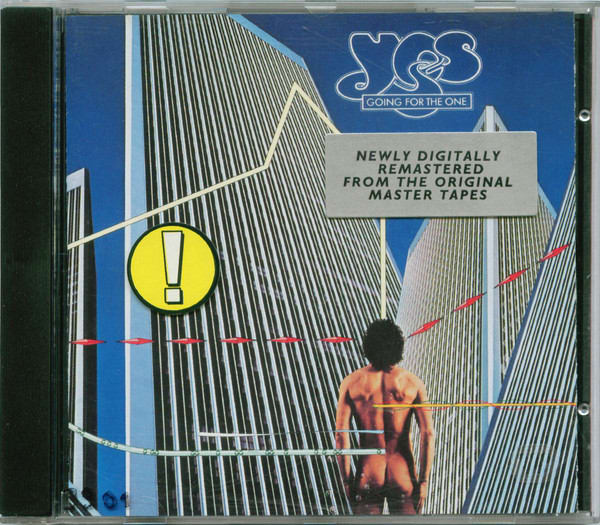 YES
GOING FOR THE ONE
NEWLY DIGITALLY
REMASTERED
FROM THE ORIGINAL
MASTER TAPES
!